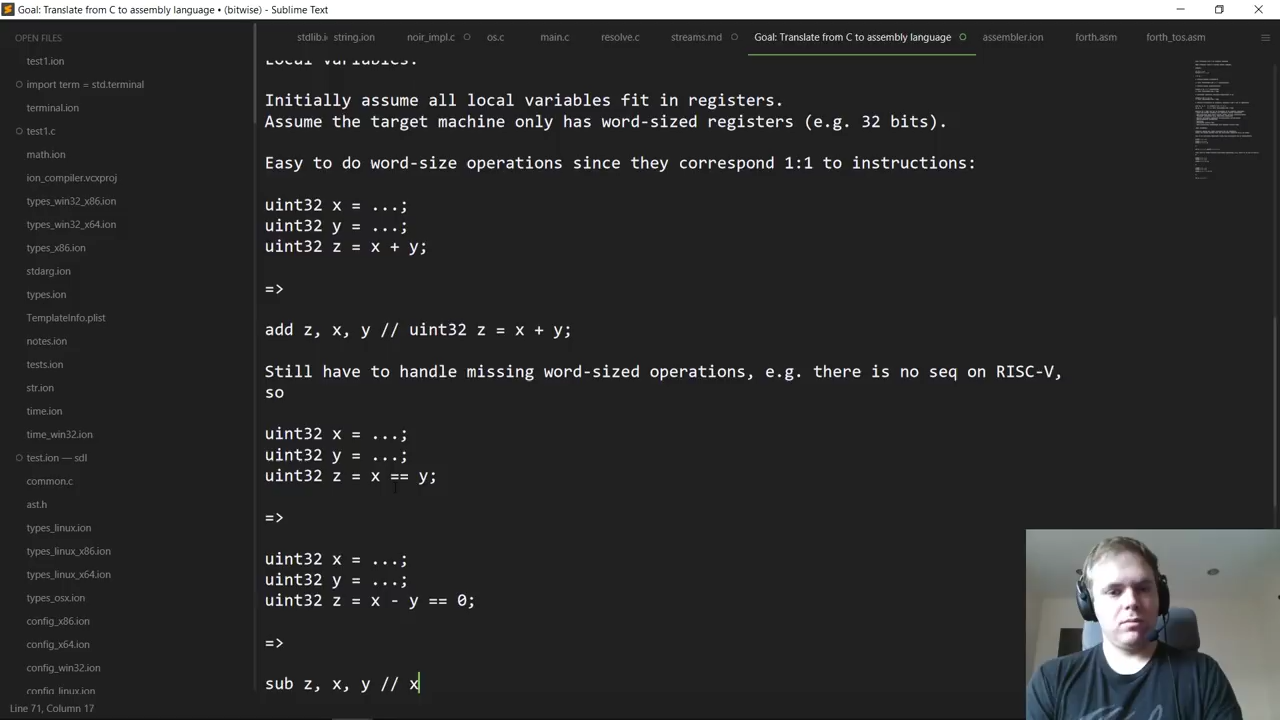 Goal: Translate from C to assembly language • (bitwise) - Sublime Text
OPEN FILES
test1.ion
import term = std.terminal
terminal.ion
test1.c
math.ion
ion_compiler.vcxproj
types_win32_x86.ion
types_win32_x64.ion
types_x86.ion
stdarg.ion
types.ion
TemplateInfo.plist
notes.ion
tests.ion
str.ion
time.ion
time_win32.ion
test.ion — sdl
common.c
ast.h
types_linux.ion
types_linux_x86.ion
types_linux_x64.ion
types_osx.ion
config_x86.ion
config_x64.ion
config_win32.ion
config_linux.ion
stdlib.i string.ion noir_impl.c os.c main.c resolve.c streams.md Goal: Translate from C to assembly language assembler.ion forth.asm forth_tos.asm
Local variables:
Initially assume all local variables fit in registers.
Assume the target machine only has word-sized registers (e.g. 32 bits).
Easy to do word-size operations since they correspond 1:1 to instructions:
uint32 x = ...;
uint32 y = ...;
uint32 z = x + y;
=>
add z, x, y // uint32 z = x + y;
Still have to handle missing word-sized operations, e.g. there is no seq on RISC-V,
so
uint32 x = ...;
uint32 y = ...;
uint32 z = x == y;
=>
uint32 x = ...;
uint32 y = ...;
uint32 z = x - y == 0;
=>
sub z, x, y // x
Line 71, Column 17